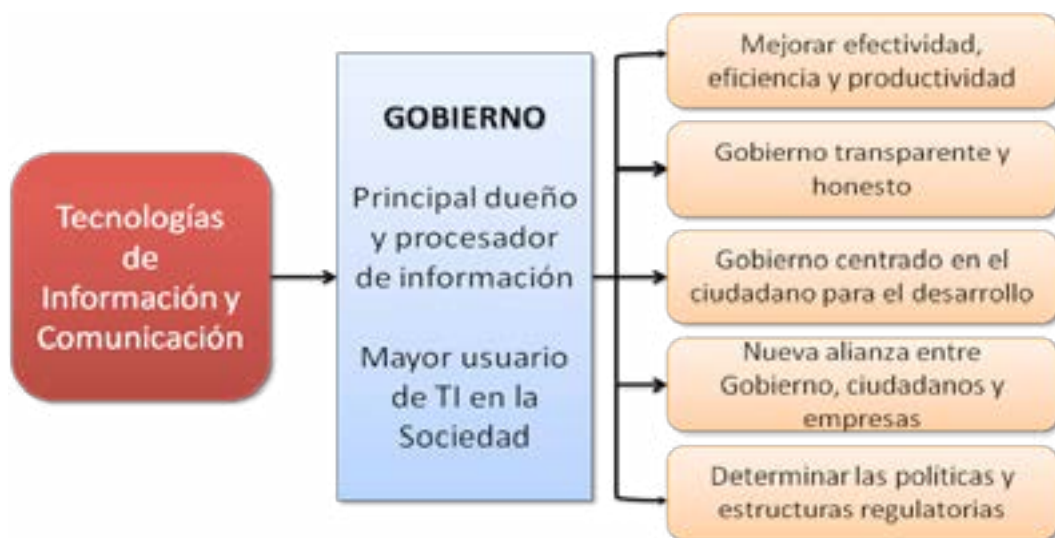 Tecnologías
de
Información y
Comunicación
GOBIERNO
Principal dueño
y procesador
de información
Mayor usuario
de TI en la
Sociedad
Mejorar efectividad,
eficiencia y productividad
Gobierno transparente y
honesto
Gobierno centrado en el
ciudadano para el desarrollo
Nueva alianza entre
Gobierno, ciudadanos y
empresas
Determinar las políticas y
estructuras regulatorias